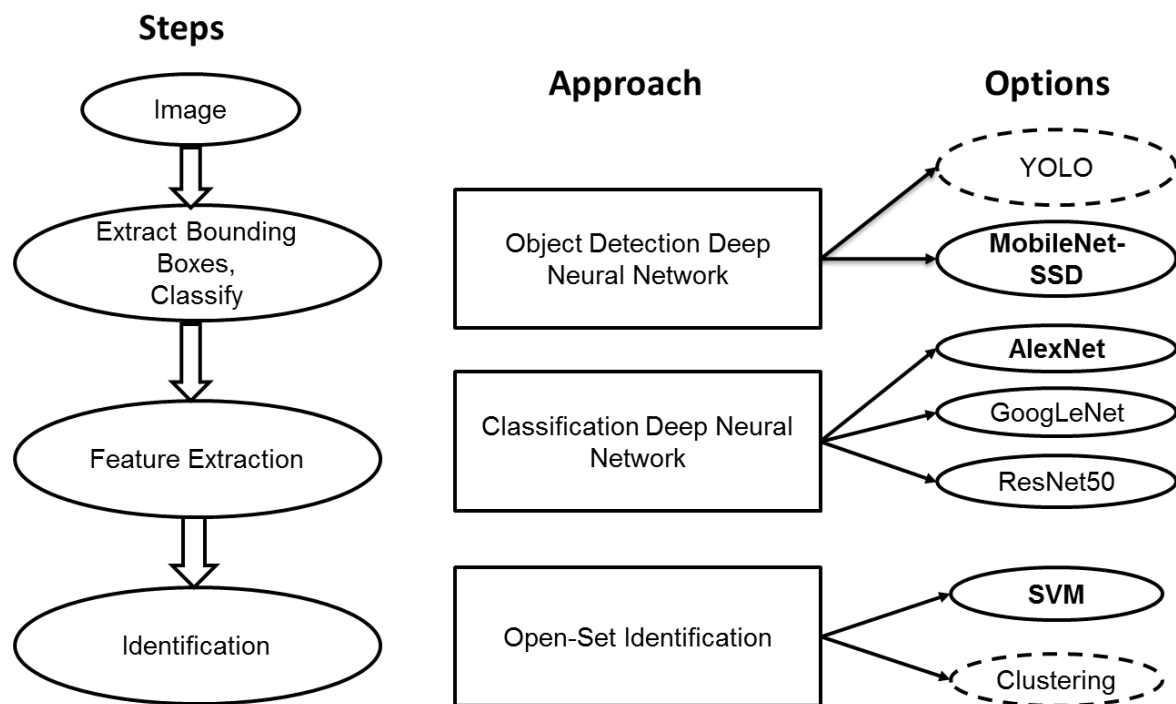 Steps
Image
Extract Bounding
Boxes,
Classify
Feature Extraction
Identification
Approach
Object Detection Deep
Neural Network
Classification Deep Neural
Network
Open-Set Identification
Options
YOLO
MobileNet-
SSD
AlexNet
GoogLeNet
ResNet50
SVM
Clustering